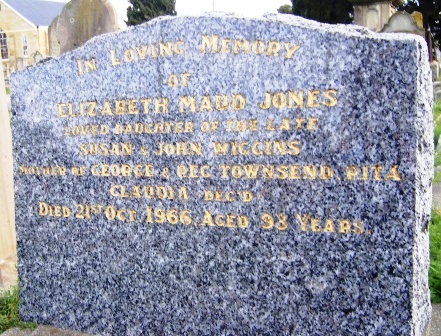 IN LOVING MEMORY
OF
ELIZABETH MAUD JONES
LOVED DAUGHTER OF THE LATE
SUSAN & JOHN WIGGINS
MOTHER OF GEORGE & PEG TOWNSEND, RITA
CLAUDIA DEC'D
DIED 21ST OCT 1966. AGED 93 YEARS.